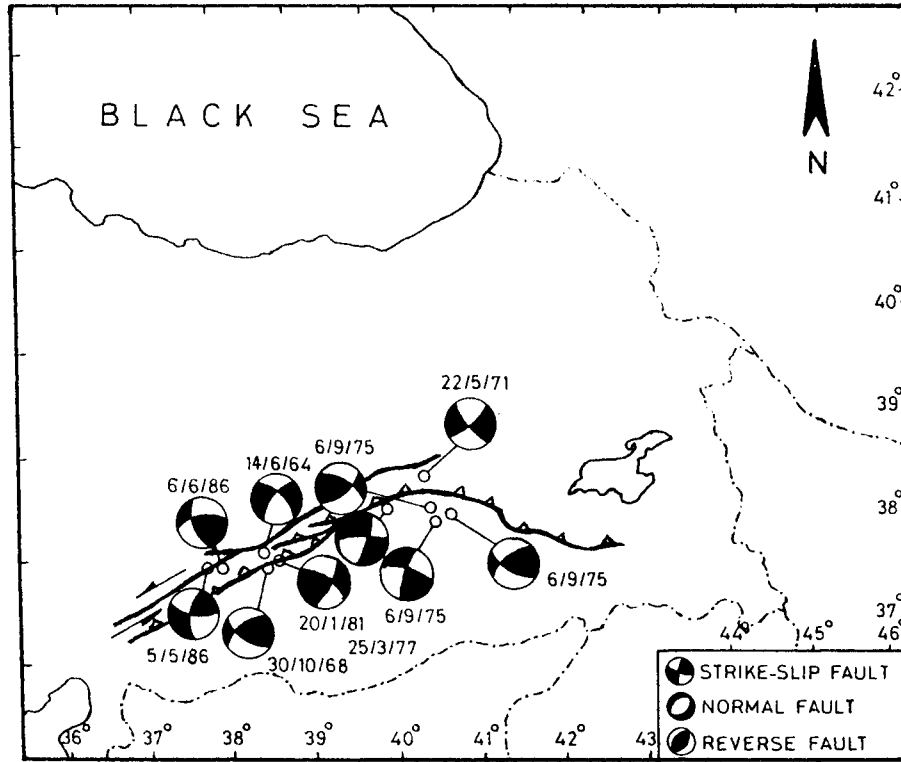 BLACK SEA
N
42°
41°
40°
39°
38°
37°
22/5/71
6/9/75
14/6/64
6/6/86
6/9/75
6/9/75
20/1/81
25/3/77
5/5/86
30/10/68
44° 45° 46°
36° 37° 38° 39° 40° 41° 42° 43
STRIKE-SLIP FAULT
NORMAL FAULT
REVERSE FAULT